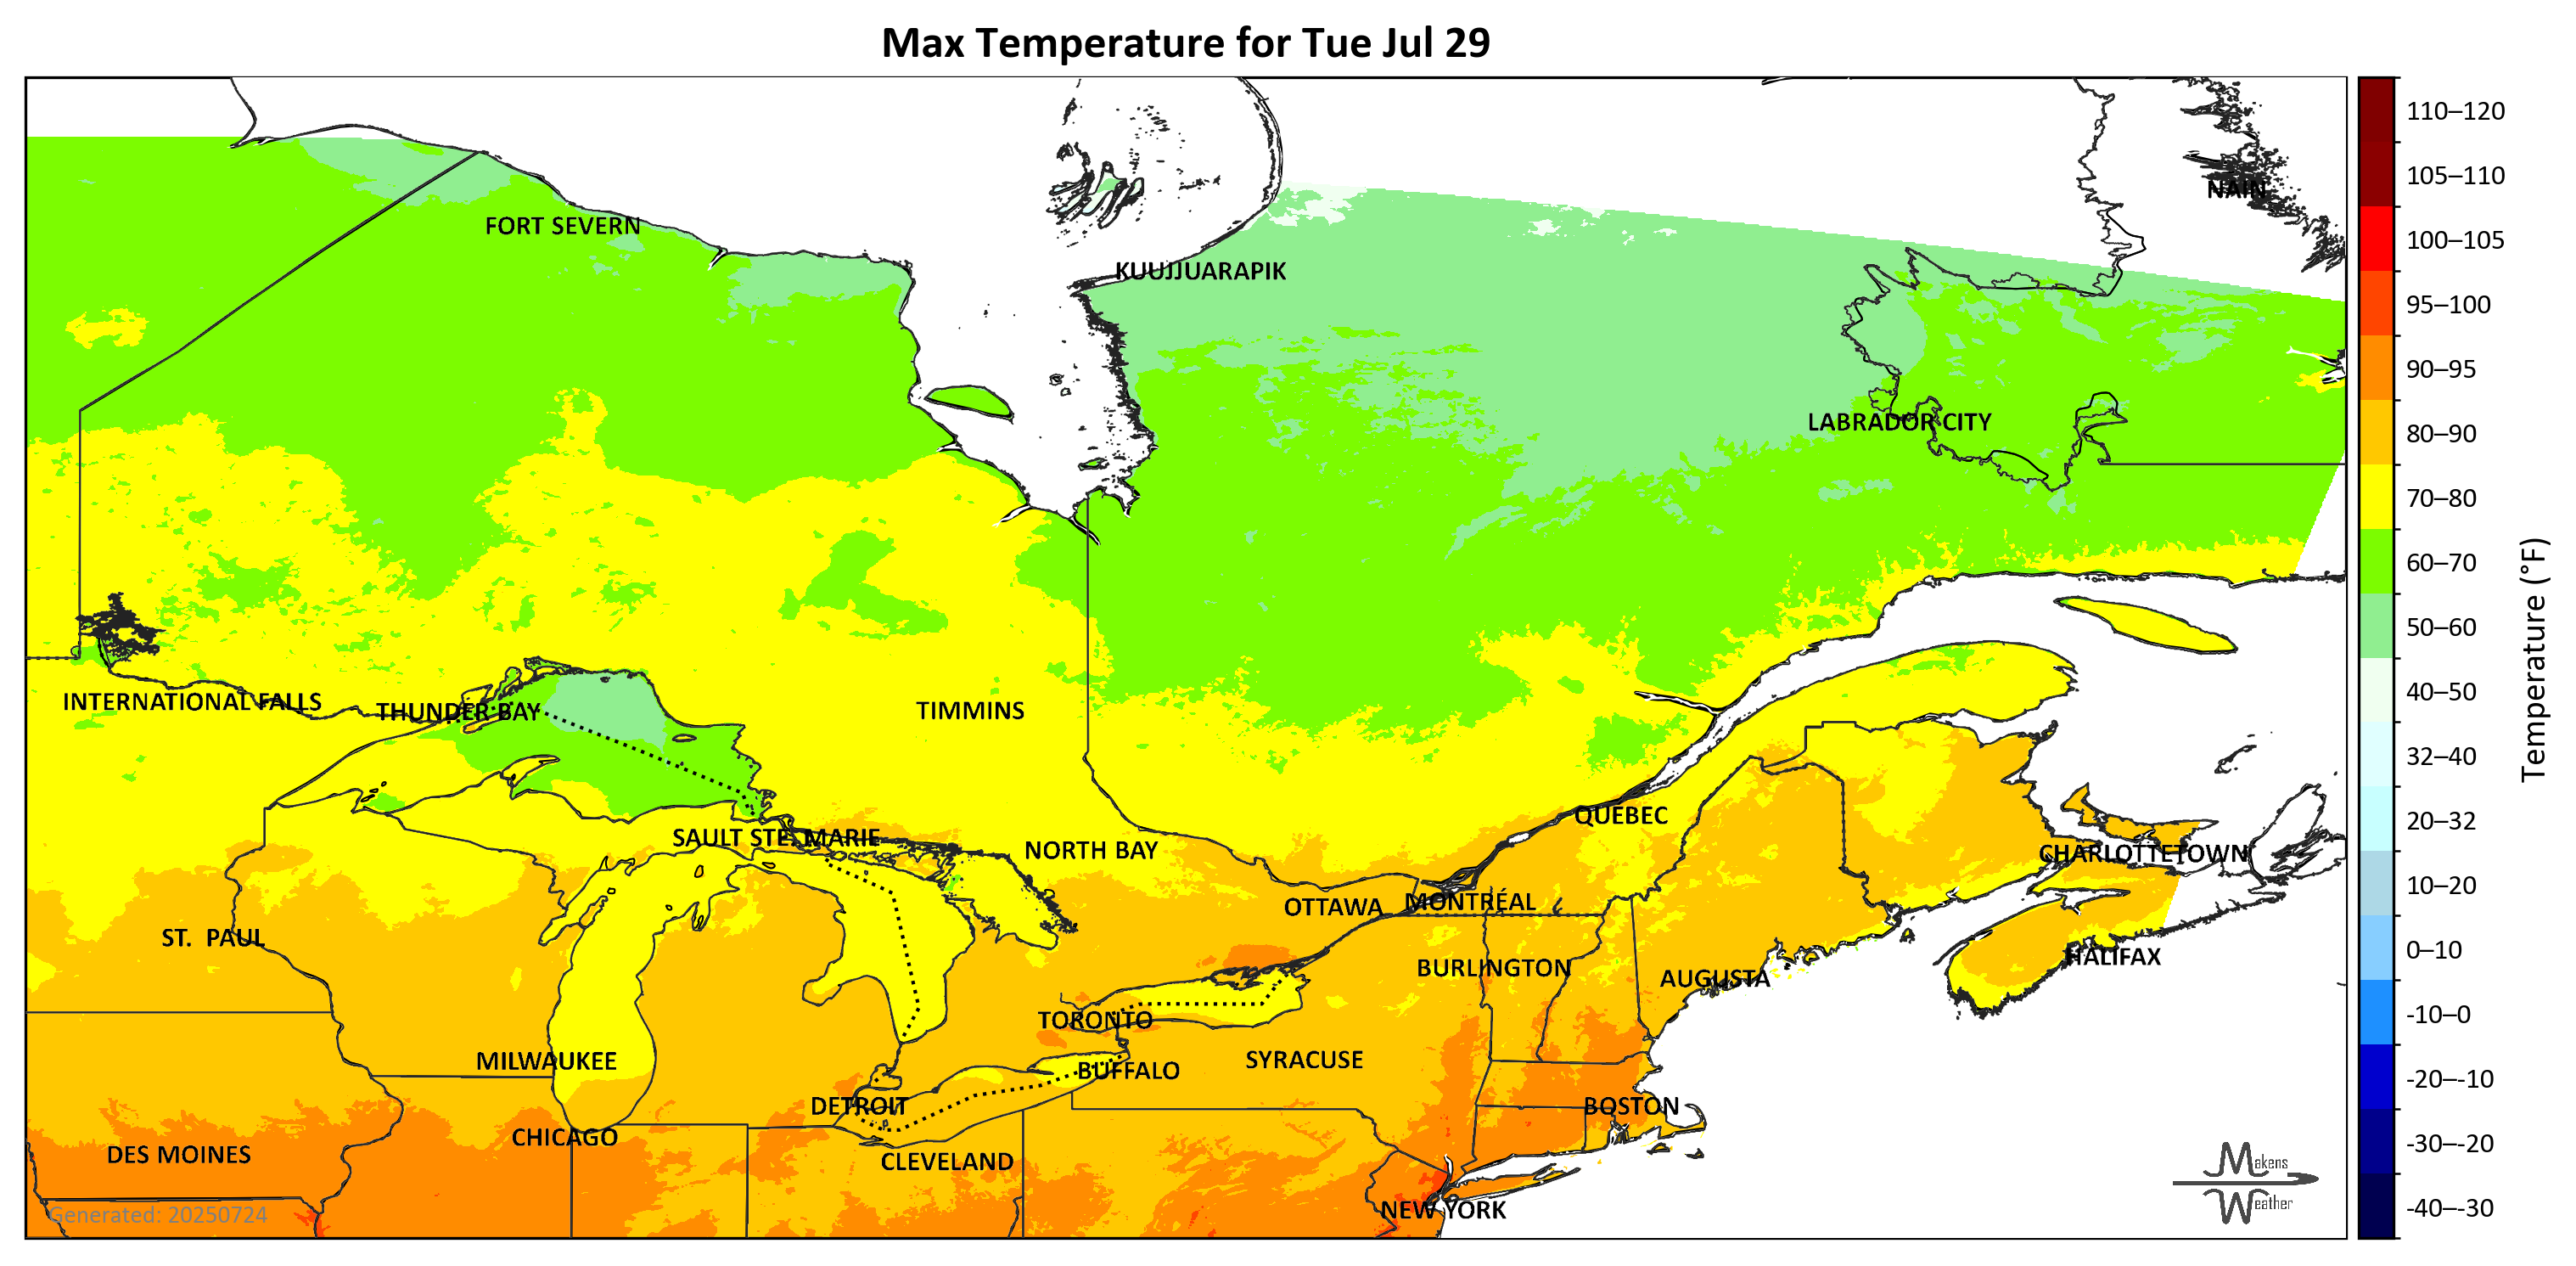 Max Temperature for Tue Jul 29
110–120
105–110
NAIN
FORT SEVERN
100–105
KUUJJUARAPIK
95–100
90–95
LABRADOR CITY
80–90
70–80
60–70
50–60
Temperature (°F)
40–50
INTERNATIONAL FALLS
THUNDER BAY
TIMMINS
32–40
QUÉBEC
20–32
SAULT STE. MARIE
NORTH BAY
CHARLOTTETOWN
10–20
OTTAWA
MONTRÉAL
ST. PAUL
0–10
HALIFAX
BURLINGTON
AUGUSTA
-10–0
TORONTO
MILWAUKEE
SYRACUSE
BUFFALO
-20–-10
DETROIT
BOSTON
CHICAGO
-30–-20
DES MOINES
CLEVELAND
Makens
Weather
NEW YORK
-40–-30
Generated: 20250724